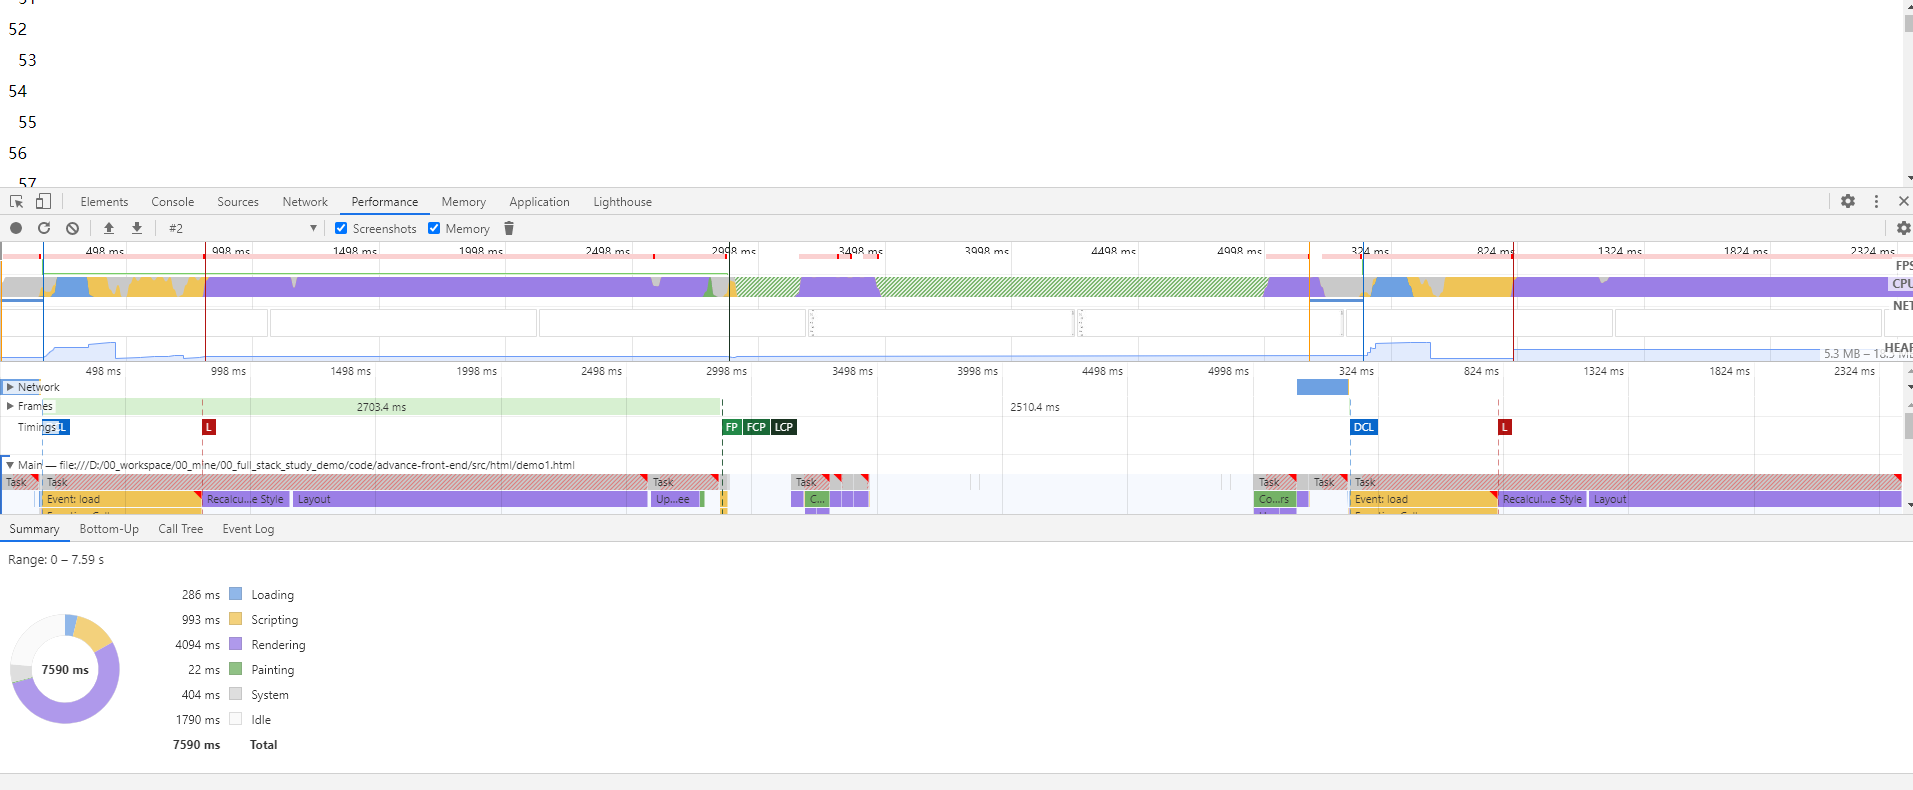 51
52
53
54
55
56
57
Elements Console Sources Network Performance Memory Application Lighthouse
#2 Screenshots Memory
498 ms 998 ms 1498 ms 1998 ms 2498 ms 2998 ms 3498 ms 3998 ms 4498 ms 4998 ms 324 ms 824 ms 1324 ms 1824 ms 2324 ms
FPS
CPU
NET
HEAP
5.3 MB –
498 ms 998 ms 1498 ms 1998 ms 2498 ms 2998 ms 3498 ms 3998 ms 4498 ms 4998 ms 324 ms 824 ms 1324 ms 1824 ms 2324 ms
Network
Frames 2703.4 ms 2510.4 ms
Timings L FP FCP LCP DCL L
Main — file:///D:/00_workspace/00_mine/00_full_stack_study_demo/code/advance-front-end/src/html/demo1.html
Task Task Task Task Task Task Task
Event: load Recalcu...e Style Layout Up...ee C... Co...rs Event: load Recalcul...e Style Layout
Summary Bottom-Up Call Tree Event Log
Range: 0 – 7.59 s
286 ms Loading
993 ms Scripting
4094 ms Rendering
7590 ms
22 ms Painting
404 ms System
1790 ms Idle
7590 ms Total